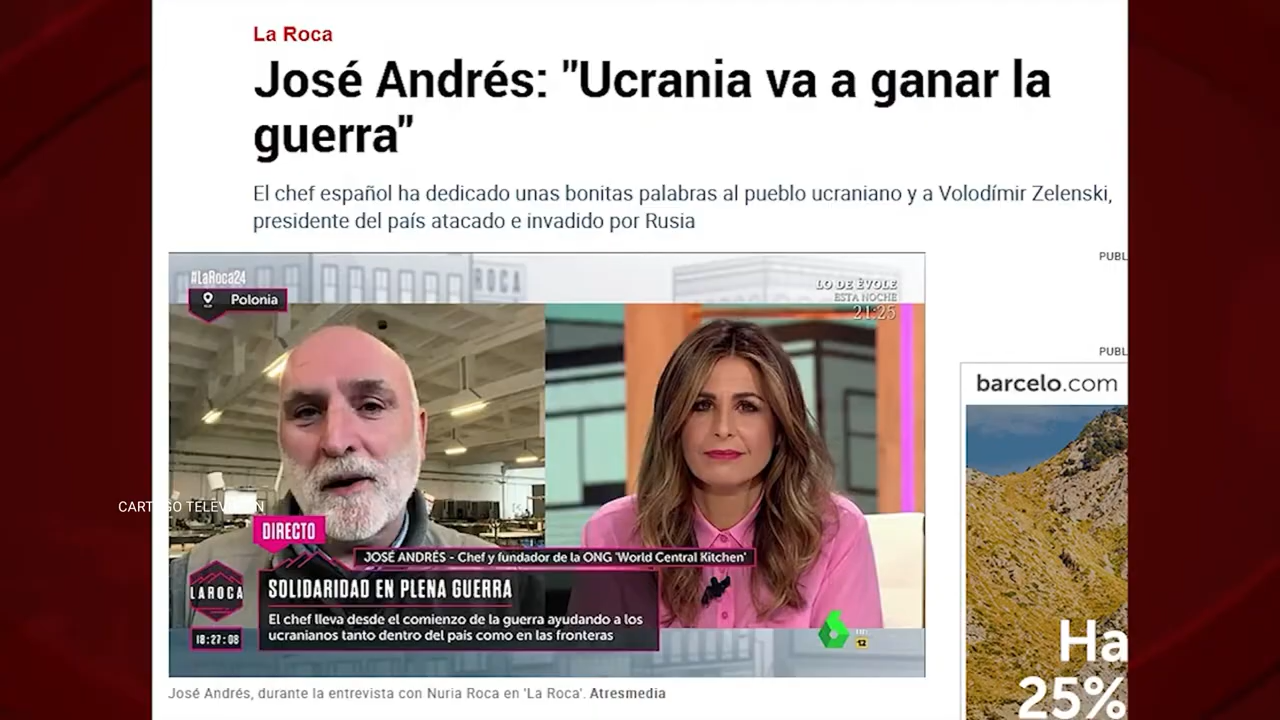 La Roca
José Andrés: "Ucrania va a ganar la
guerra"
El chef español ha dedicado unas bonitas palabras al pueblo ucraniano y a Volodímir Zelenski,
presidente del país atacado e invadido por Rusia
PUBL
#LaRoca24
Polonia
ROCA
LO DE ÉVOLE
ESTA NOCHE
21:25
PUBL
barcelo.com
CARTAGO TELEVISIÓN
DIRECTO
JOSÉ ANDRÉS - Chef y fundador de la ONG 'World Central Kitchen'
LAROCA
SOLIDARIDAD EN PLENA GUERRA
El chef lleva desde el comienzo de la guerra ayudando a los
ucranianos tanto dentro del país como en las fronteras
18:27:08
12
Ha
25%
José Andrés, durante la entrevista con Nuria Roca en 'La Roca'. Atresmedia